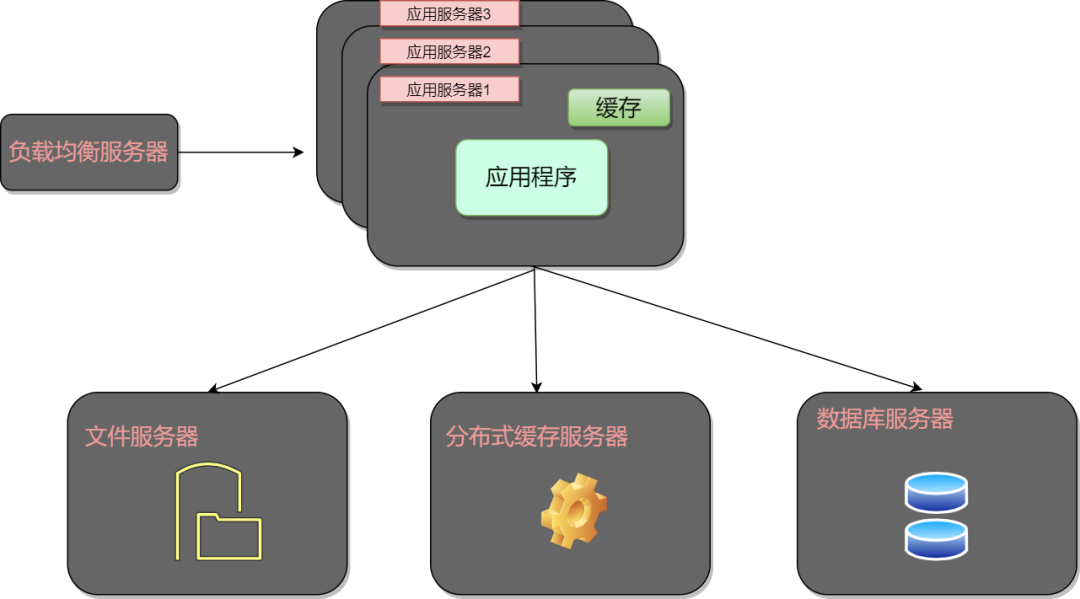 应用服务器3
应用服务器2
应用服务器1
缓存
负载均衡服务器
应用程序
文件服务器
分布式缓存服务器
数据库服务器